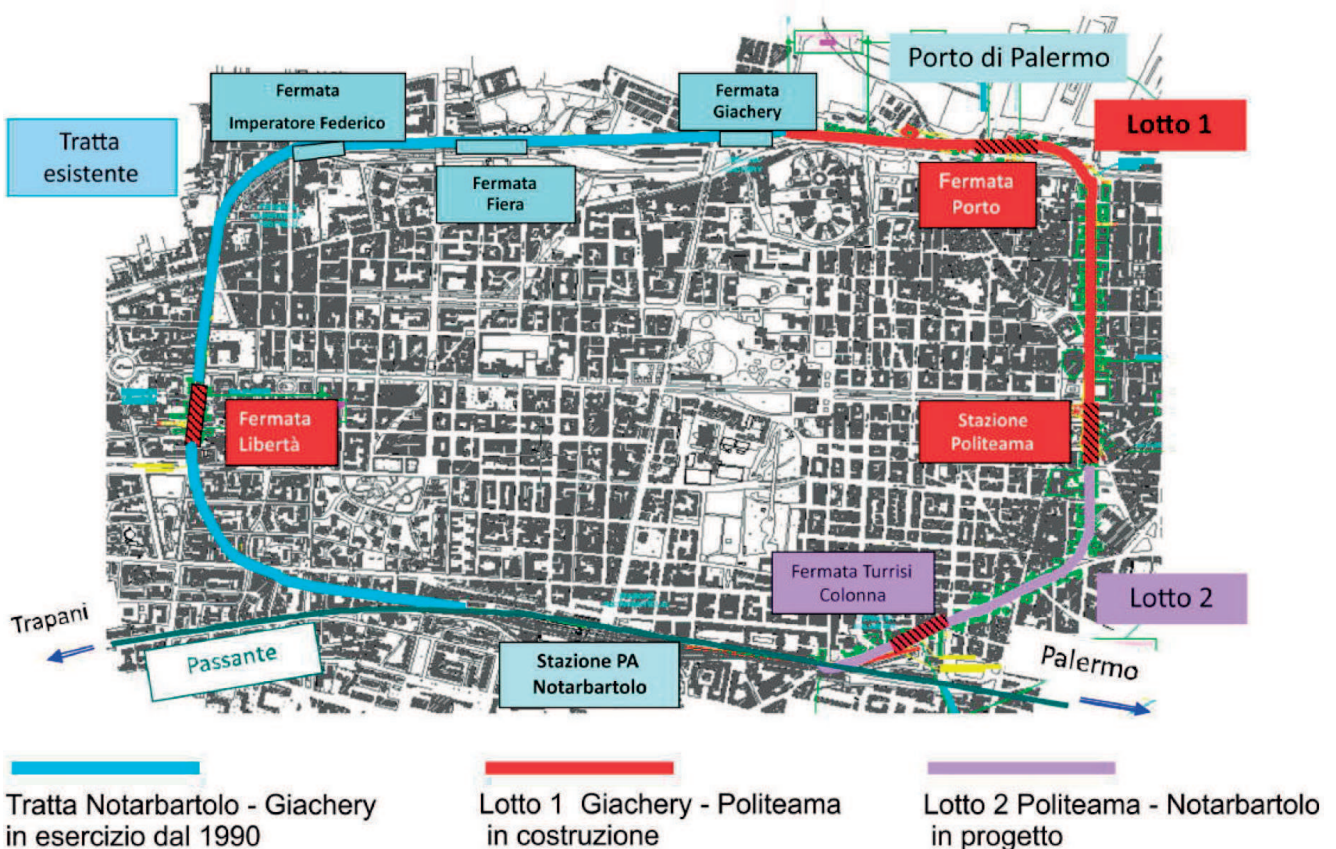 Porto di Palermo
Fermata
Imperatore Federico
Fermata
Giachery
Lotto 1
Tratta
esistente
Fermata
Fiera
Fermata
Porto
Fermata
Libertà
Stazione
Politeama
Fermata Turrisi
Colonna
Lotto 2
Trapani
Passante
Stazione PA
Notarbartolo
Palermo
Tratta Notarbartolo - Giachery
in esercizio dal 1990
Lotto 1 Giachery - Politeama
in costruzione
Lotto 2 Politeama - Notarbartolo
in progetto